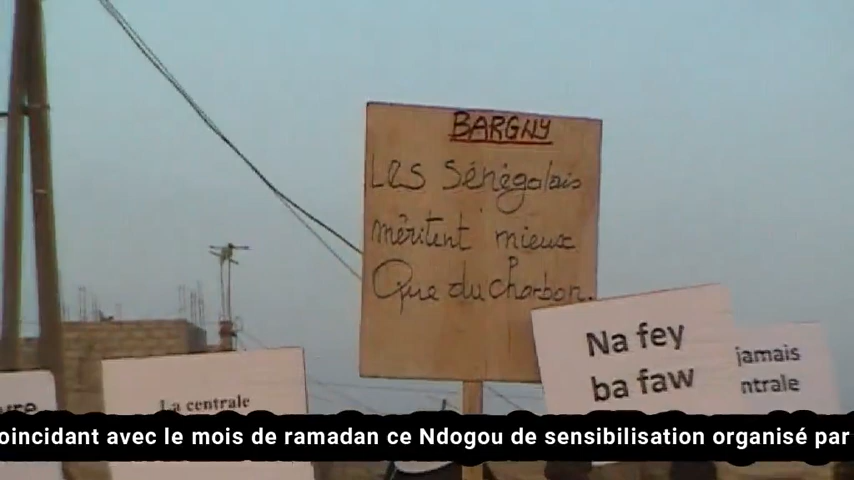 BARGNY
Les Sénégalais
méritent mieux
Que du charbon.
Na fey
ba faw
jamais
ntrale
La centrale
oincidant avec le mois de ramadan ce Ndogou de sensibilisation organisé par